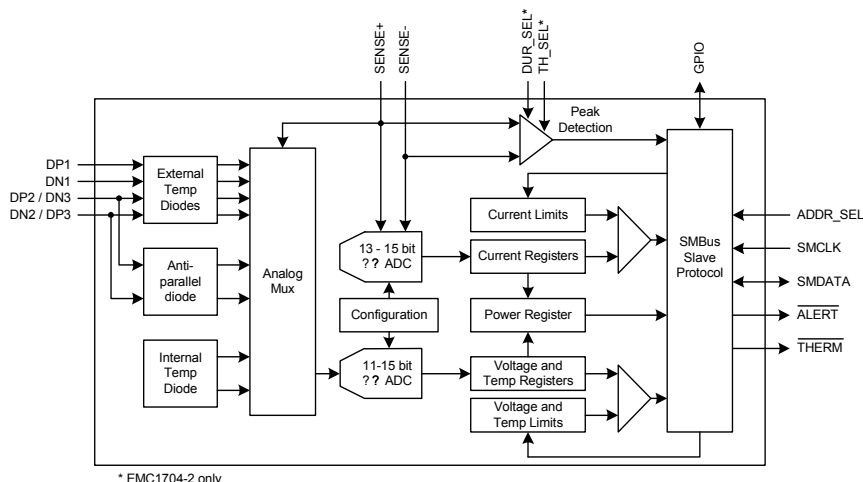 SENSE+
SENSE-
DUR_SEL*
TH_SEL*
GPIO
Peak
Detection
DP1
DN1
DP2 / DN3
DN2 / DP3
External
Temp
Diodes
Anti-
parallel
diode
Internal
Temp
Diode
Analog
Mux
13 - 15 bit
?? ADC
Configuration
11-15 bit
?? ADC
Current Limits
Current Registers
Power Register
Voltage and
Temp Registers
Voltage and
Temp Limits
SMBus
Slave
Protocol
ADDR_SEL
SMCLK
SMDATA
ALERT
THERM
* EMC1704-2 only